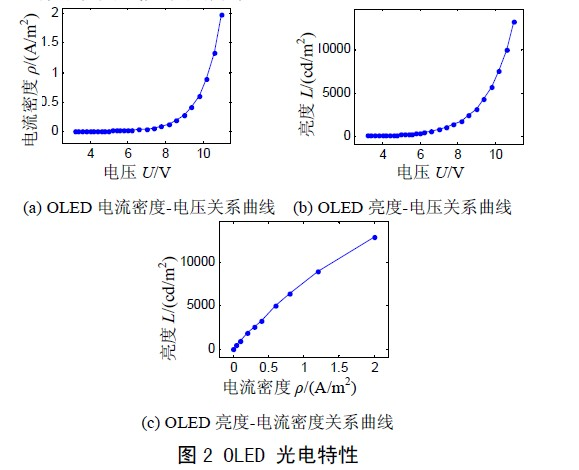 2
1.5
1
0.5
0
电流密度 ρ/(A/m²)
4 6 8 10
电压 U/V
(a) OLED 电流密度-电压关系曲线
10000
5000
0
亮度 L/(cd/m²)
4 6 8 10
电压 U/V
(b) OLED 亮度-电压关系曲线
10000
5000
0
亮度 L/(cd/m²)
0 0.5 1 1.5 2
电流密度 ρ/(A/m²)
(c) OLED 亮度-电流密度关系曲线
图2 OLED 光电特性